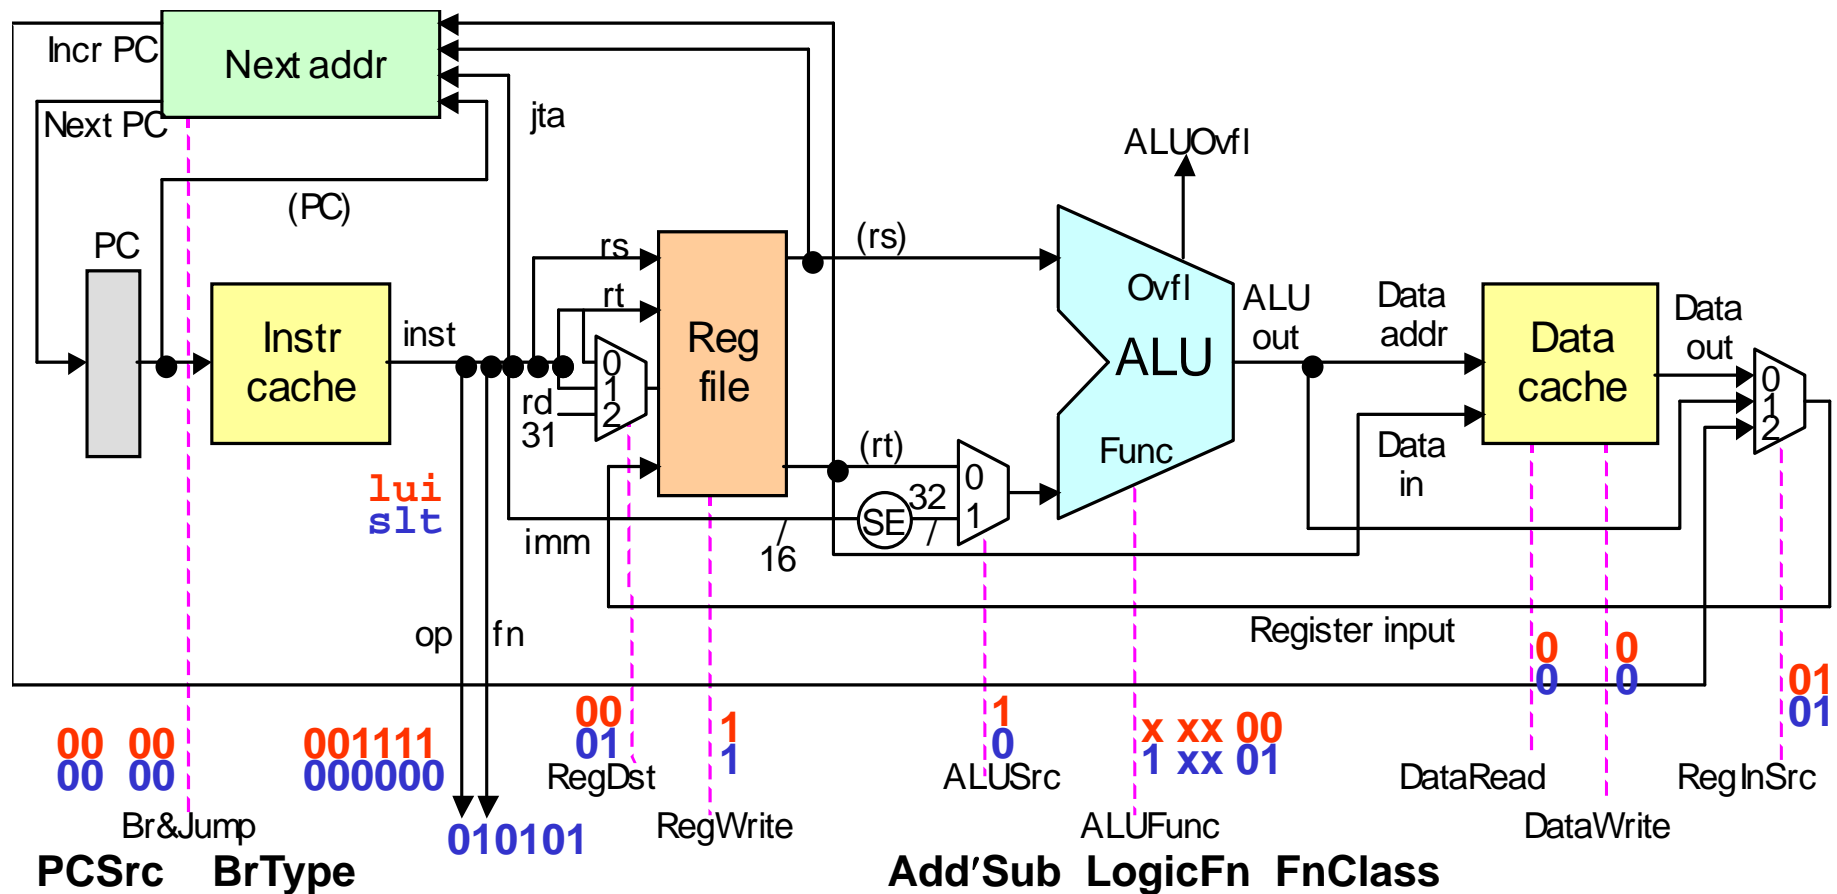 Incr PC
Next addr
Next PC
jta
(PC)
ALUOvfl
PC
rs
(rs)
rt
Ovfl
ALU
out
Data
addr
Data
out
Instr
cache
inst
0
1
2
rd
31
Reg
file
ALU
Data
cache
0
1
2
lui
slt
(rt)
Func
Data
in
0
1
SE
32
imm
16
op
fn
Register input
0
0
0
0
01
01
00
01
1
1
1
0
x xx 00
1 xx 01
00 00
00 00
001111
000000
RegDst
ALUSrc
DataRead
RegInSrc
Br&Jump
010101
RegWrite
ALUFunc
DataWrite
PCSrc BrType
Add′Sub LogicFn FnClass